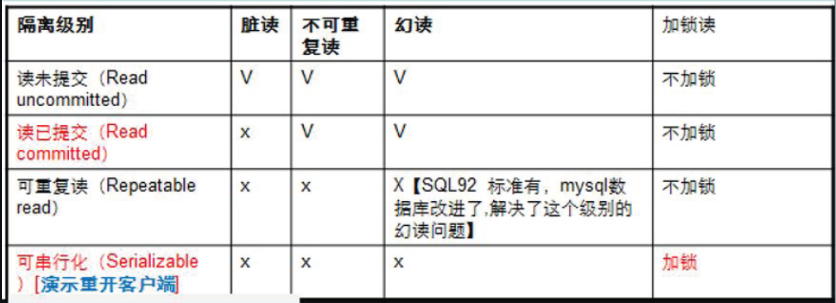 隔离级别 脏读 不可重 幻读 加锁读
复读
读未提交（Read V V V 不加锁
uncommitted）
读已提交（Read x V V 不加锁
committed）
可重复读（Repeatable x x X【SQL92 标准有，mysql数 不加锁
read） 据库改进了,解决了这个级别的
幻读问题】
可串行化（Serializable x x x 加锁
）[演示重开客户端]